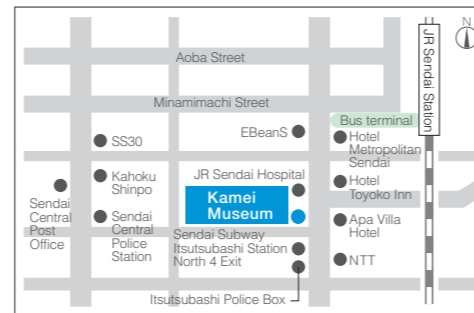 N
JR Sendai Station
Aoba Street
Minamimachi Street
Bus terminal
EBeanS
SS30
Hotel
Metropolitan
Sendai
JR Sendai Hospital
Kahoku
Shinpo
Hotel
Toyoko Inn
Kamei
Museum
Sendai
Central
Post
Office
Sendai
Central
Police
Station
Apa Villa
Hotel
Sendai Subway
Itsutsubashi Station
North 4 Exit
NTT
Itsutsubashi Police Box